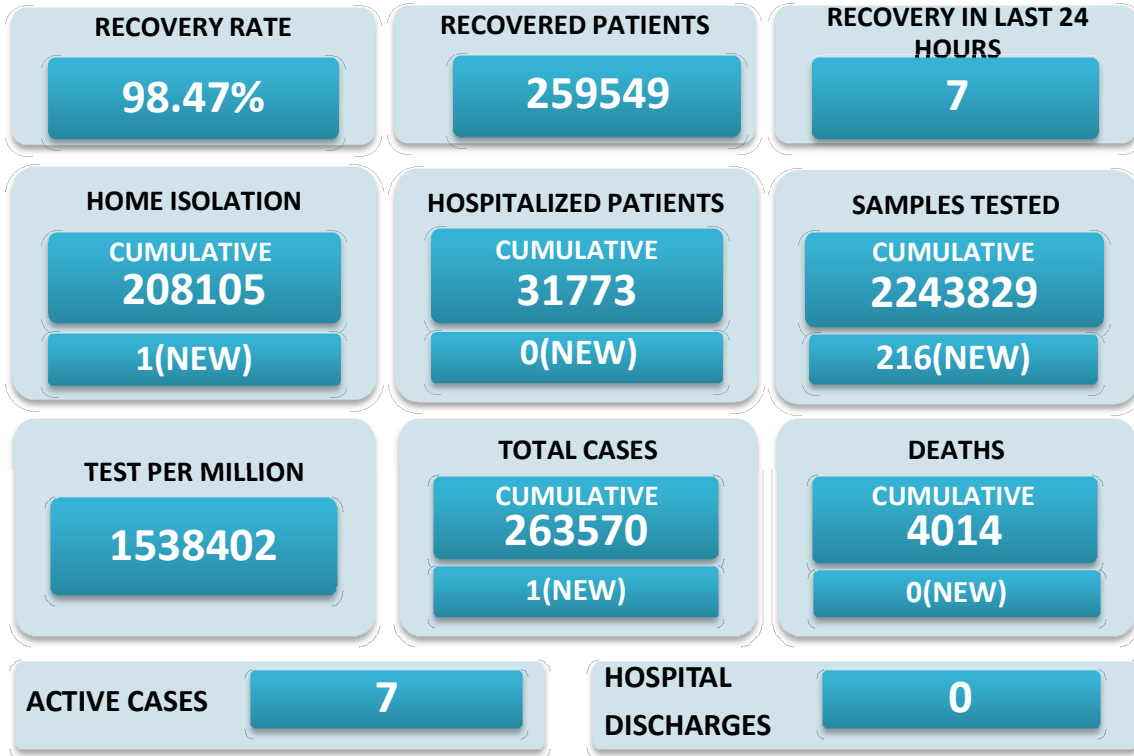 RECOVERY RATE
98.47%
RECOVERED PATIENTS
259549
RECOVERY IN LAST 24
HOURS
7
HOME ISOLATION
CUMULATIVE
208105
1(NEW)
HOSPITALIZED PATIENTS
CUMULATIVE
31773
0(NEW)
SAMPLES TESTED
CUMULATIVE
2243829
216(NEW)
TEST PER MILLION
1538402
TOTAL CASES
CUMULATIVE
263570
1(NEW)
DEATHS
CUMULATIVE
4014
0(NEW)
ACTIVE CASES
7
HOSPITAL
DISCHARGES
0